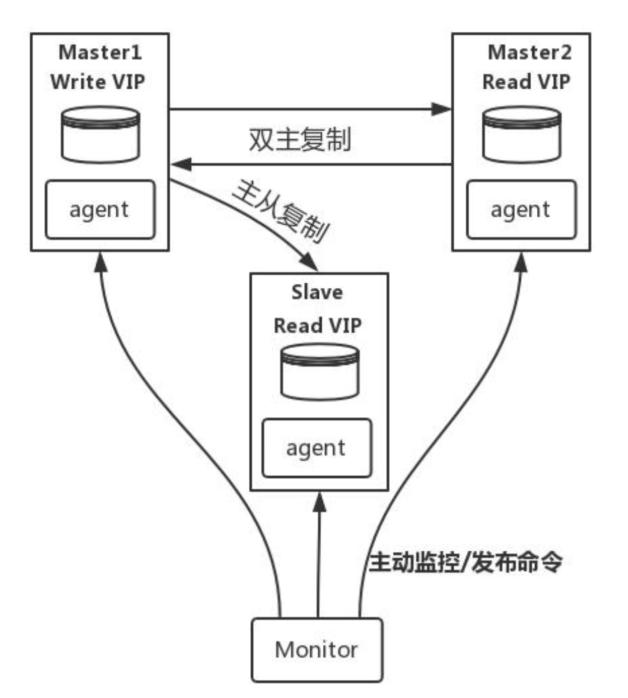 Master1
Write VIP
agent
Master2
Read VIP
agent
双主复制
主从复制
Slave
Read VIP
agent
主动监控/发布命令
Monitor